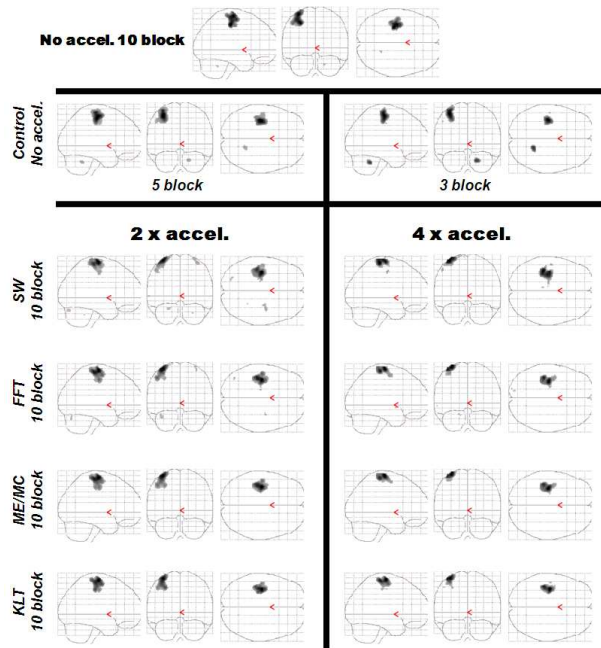 No accel. 10 block
Control
No accel.
5 block
3 block
2 x accel.
4 x accel.
SW
10 block
FFT
10 block
ME/MC
10 block
KLT
10 block